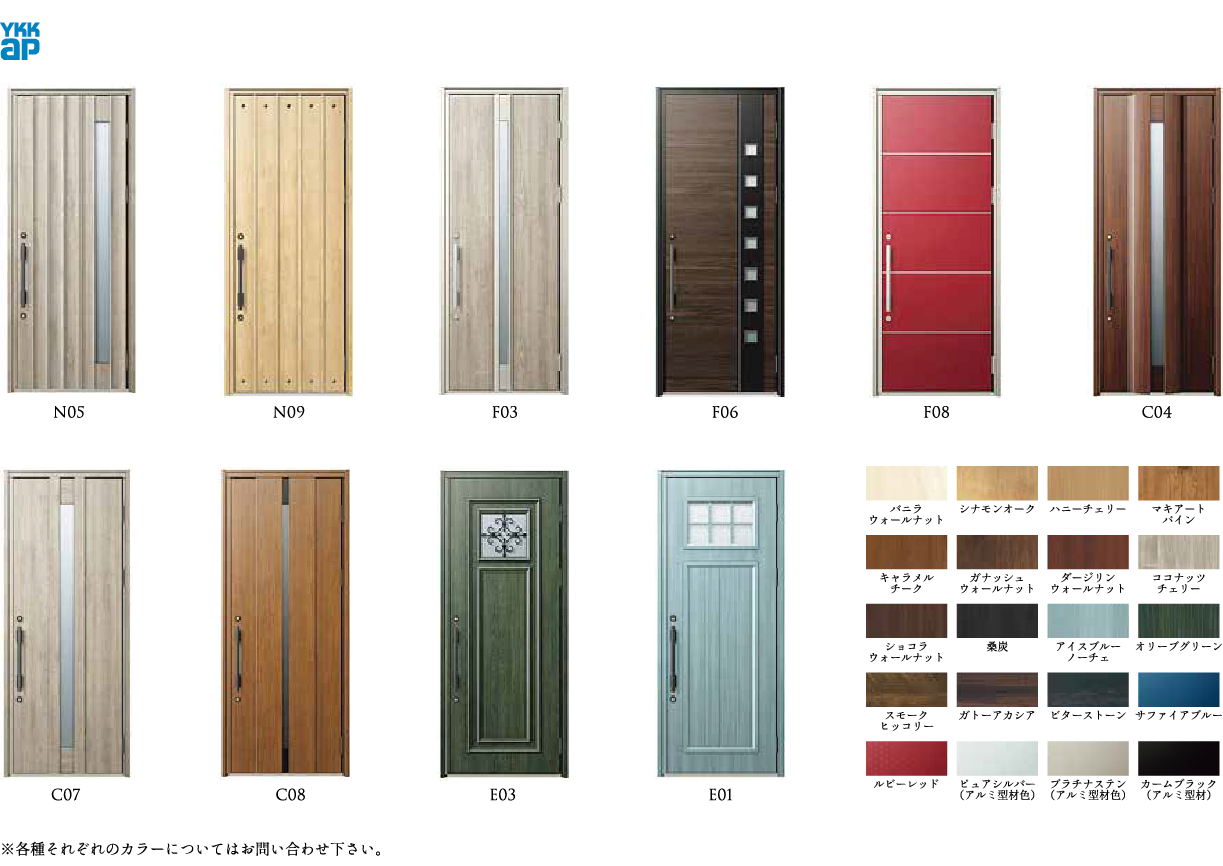 YKK
ap
N05
N09
F03
F06
F08
C04
C07
C08
E03
E01
バニラ
ウォールナット
シナモンオーク
ハニーチェリー
マキアート
パイン
キャラメル
チーク
ガナッシュ
ウォールナット
ダージリン
ウォールナット
ココナッツ
チェリー
ショコラ
ウォールナット
桑炭
アイスブルー
ノーチェ
オリーブグリーン
スモーク
ヒッコリー
ガトーアカシア
ビターストーン
サファイアブルー
ルビーレッド
ピュアシルバー
（アルミ型材色）
プラチナステン
（アルミ型材色）
カームブラック
（アルミ型材）
※各種それぞれのカラーについてはお問い合わせ下さい。